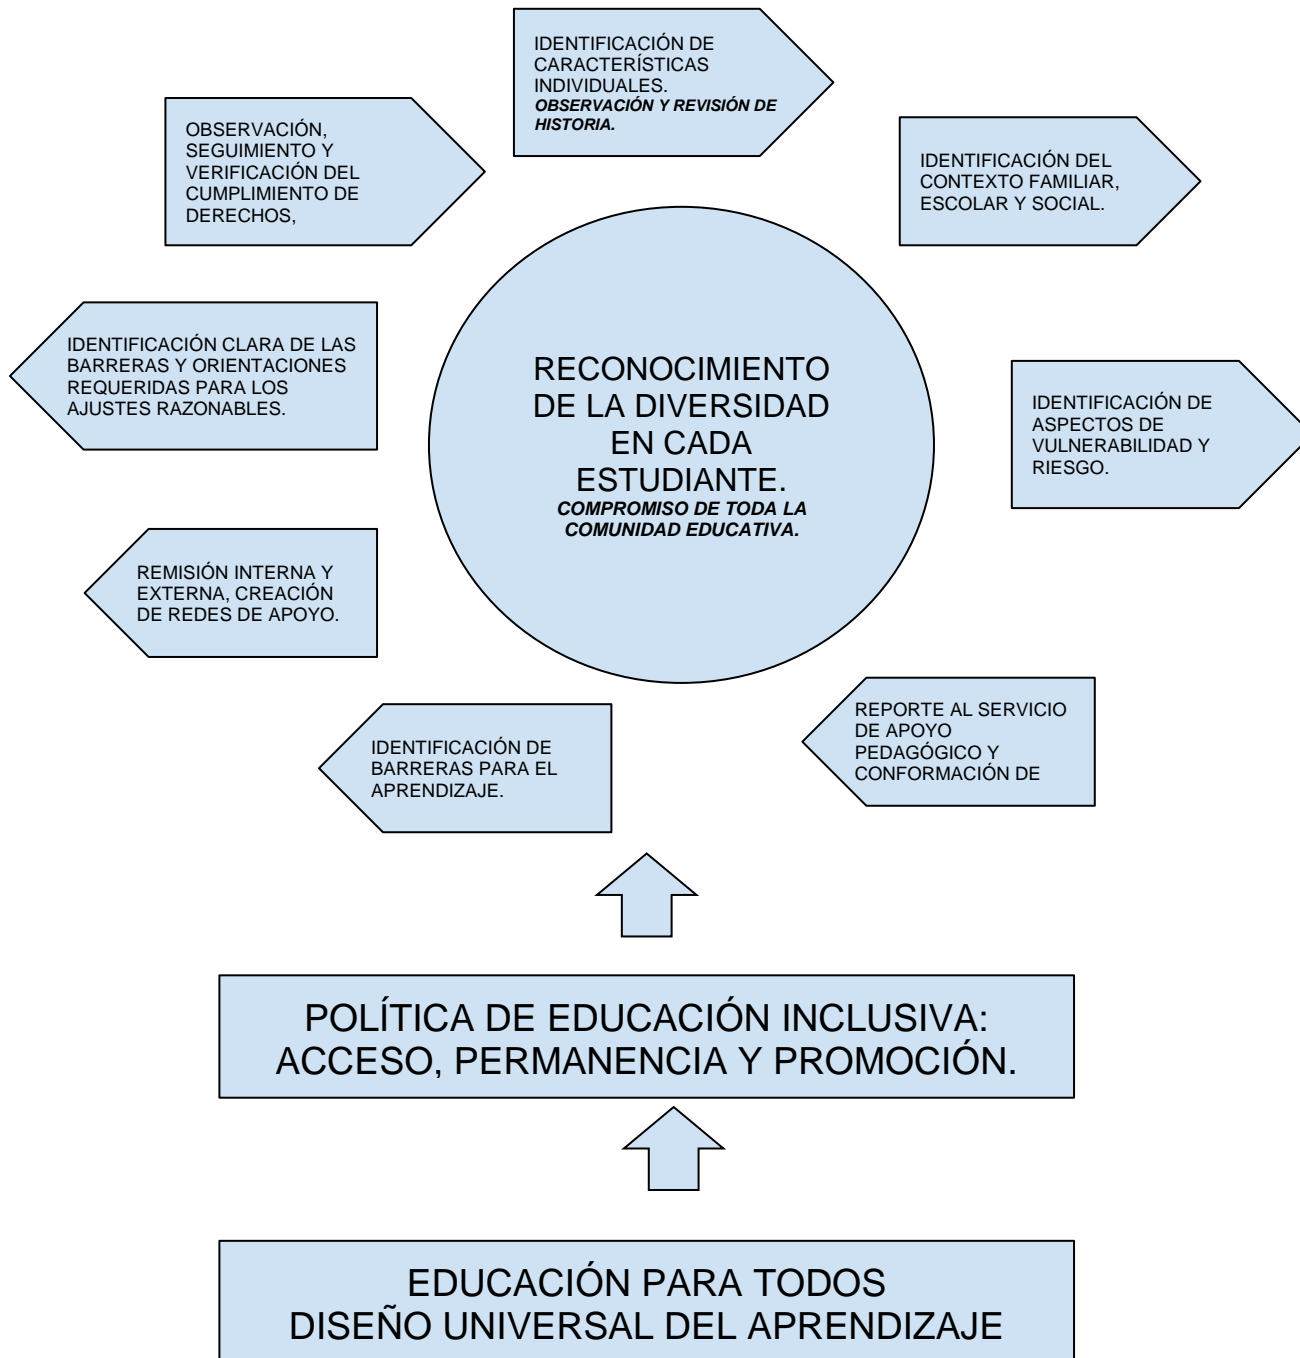 IDENTIFICACIÓN DE
CARACTERÍSTICAS
INDIVIDUALES.
OBSERVACIÓN Y REVISIÓN DE
HISTORIA.
OBSERVACIÓN,
SEGUIMIENTO Y
VERIFICACIÓN DEL
CUMPLIMIENTO DE
DERECHOS,
IDENTIFICACIÓN DEL
CONTEXTO FAMILIAR,
ESCOLAR Y SOCIAL.
IDENTIFICACIÓN CLARA DE LAS
BARRERAS Y ORIENTACIONES
REQUERIDAS PARA LOS
AJUSTES RAZONABLES.
RECONOCIMIENTO
DE LA DIVERSIDAD
EN CADA
ESTUDIANTE.
COMPROMISO DE TODA LA
COMUNIDAD EDUCATIVA.
IDENTIFICACIÓN DE
ASPECTOS DE
VULNERABILIDAD Y
RIESGO.
REMISIÓN INTERNA Y
EXTERNA, CREACIÓN
DE REDES DE APOYO.
REPORTE AL SERVICIO
DE APOYO
PEDAGÓGICO Y
CONFORMACIÓN DE
IDENTIFICACIÓN DE
BARRERAS PARA EL
APRENDIZAJE.
POLÍTICA DE EDUCACIÓN INCLUSIVA:
ACCESO, PERMANENCIA Y PROMOCIÓN.
EDUCACIÓN PARA TODOS
DISEÑO UNIVERSAL DEL APRENDIZAJE